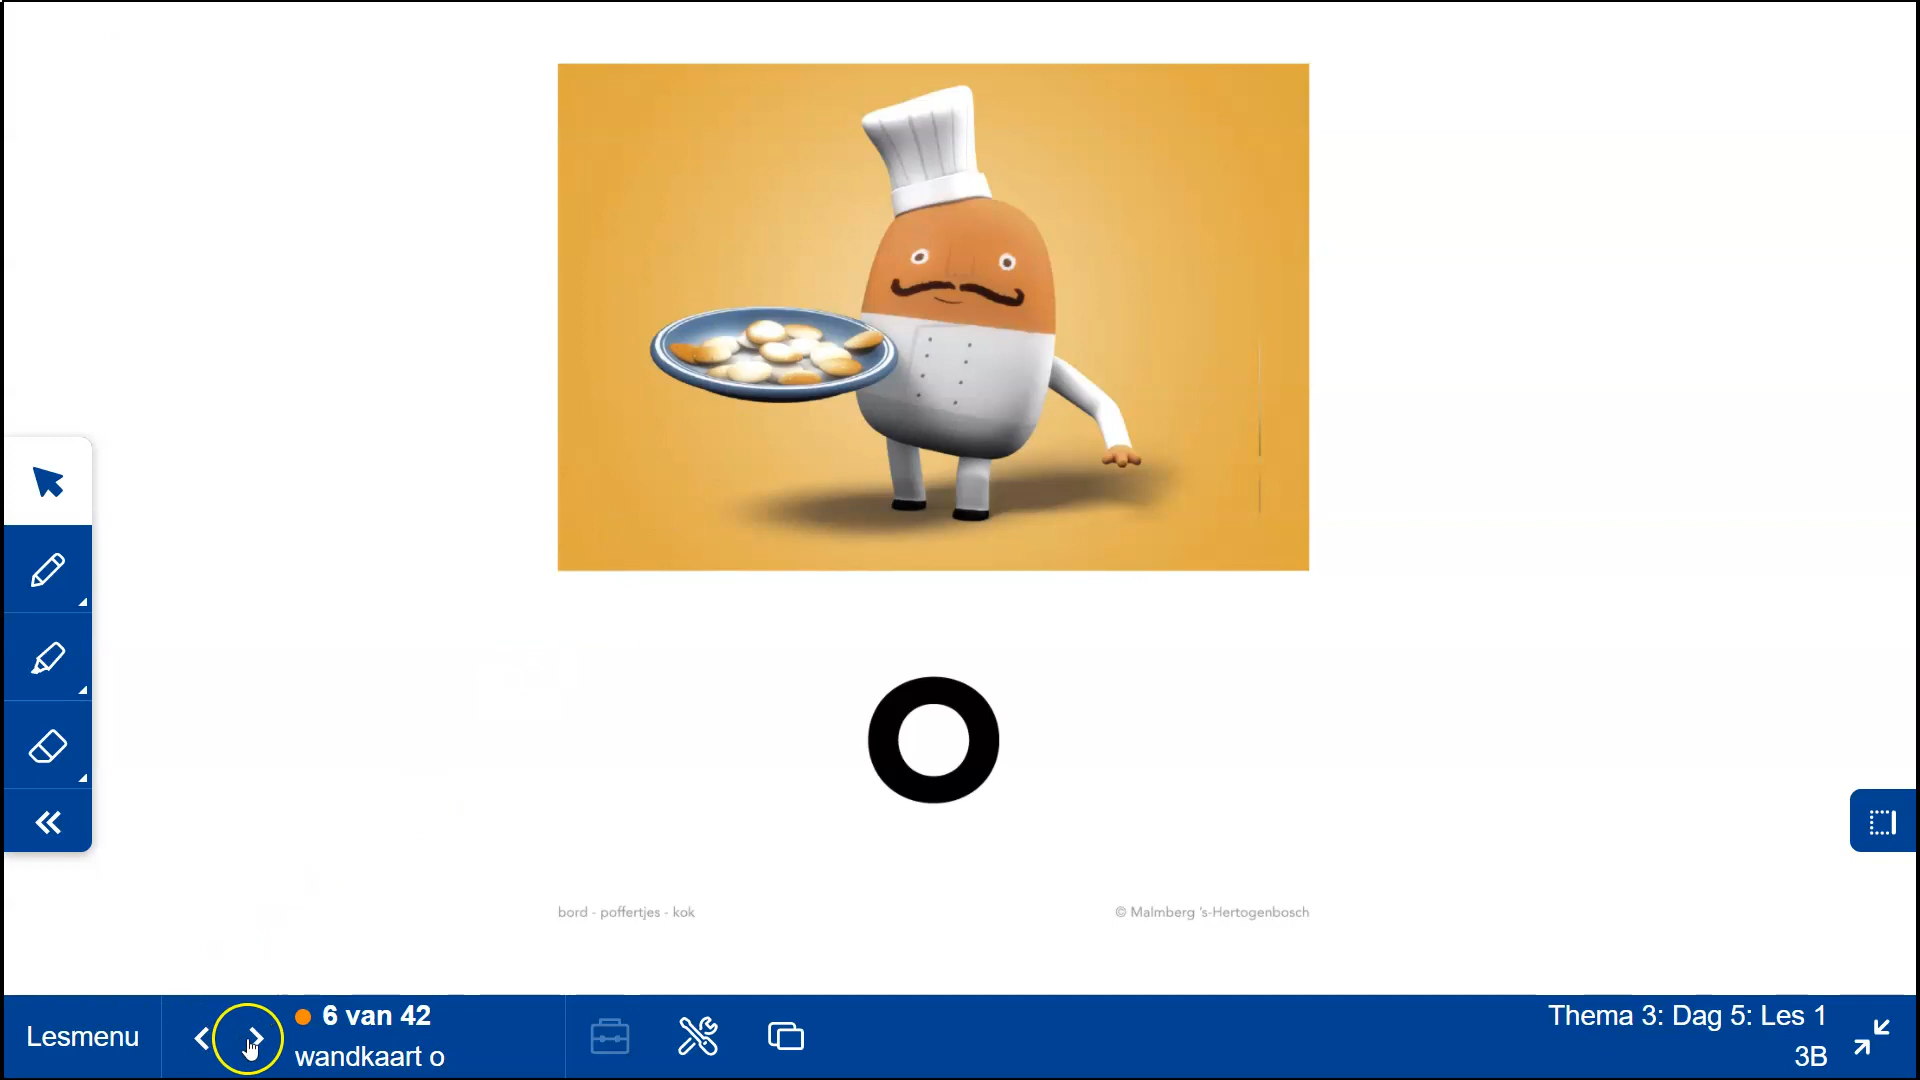 o
bord - poffertjes - kok
© Malmberg 's-Hertogenbosch
Lesmenu
6 van 42
wandkaart o
Thema 3: Dag 5: Les 1
3B